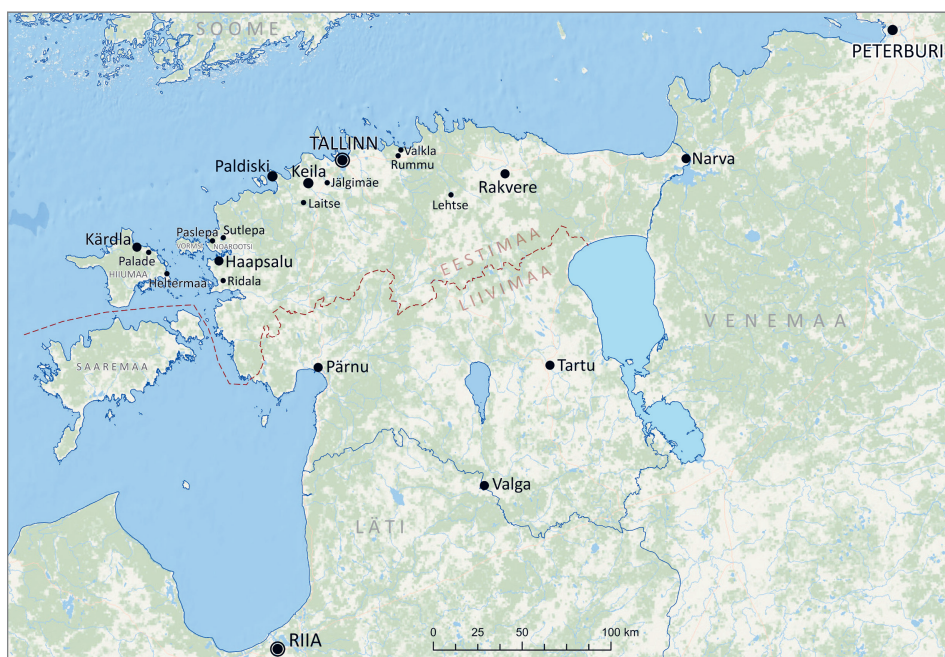 SOOME
PETERBURI
TALLINN
Valkla
Rummu
Narva
Paldiski
Keila
Jälgimäe
Rakvere
Laitse
Lehtse
Paslepa
Sutlepa
Kärdla
VORMSI
NOAROOTSI
Palade
HIIUMAA
Haapsalu
Heltermaa
Ridala
EESTIMAA
LIIVIMAA
VENEMAA
SAAREMAA
Pärnu
Tartu
Valga
LÄTI
RIIA
0 25 50 100 km